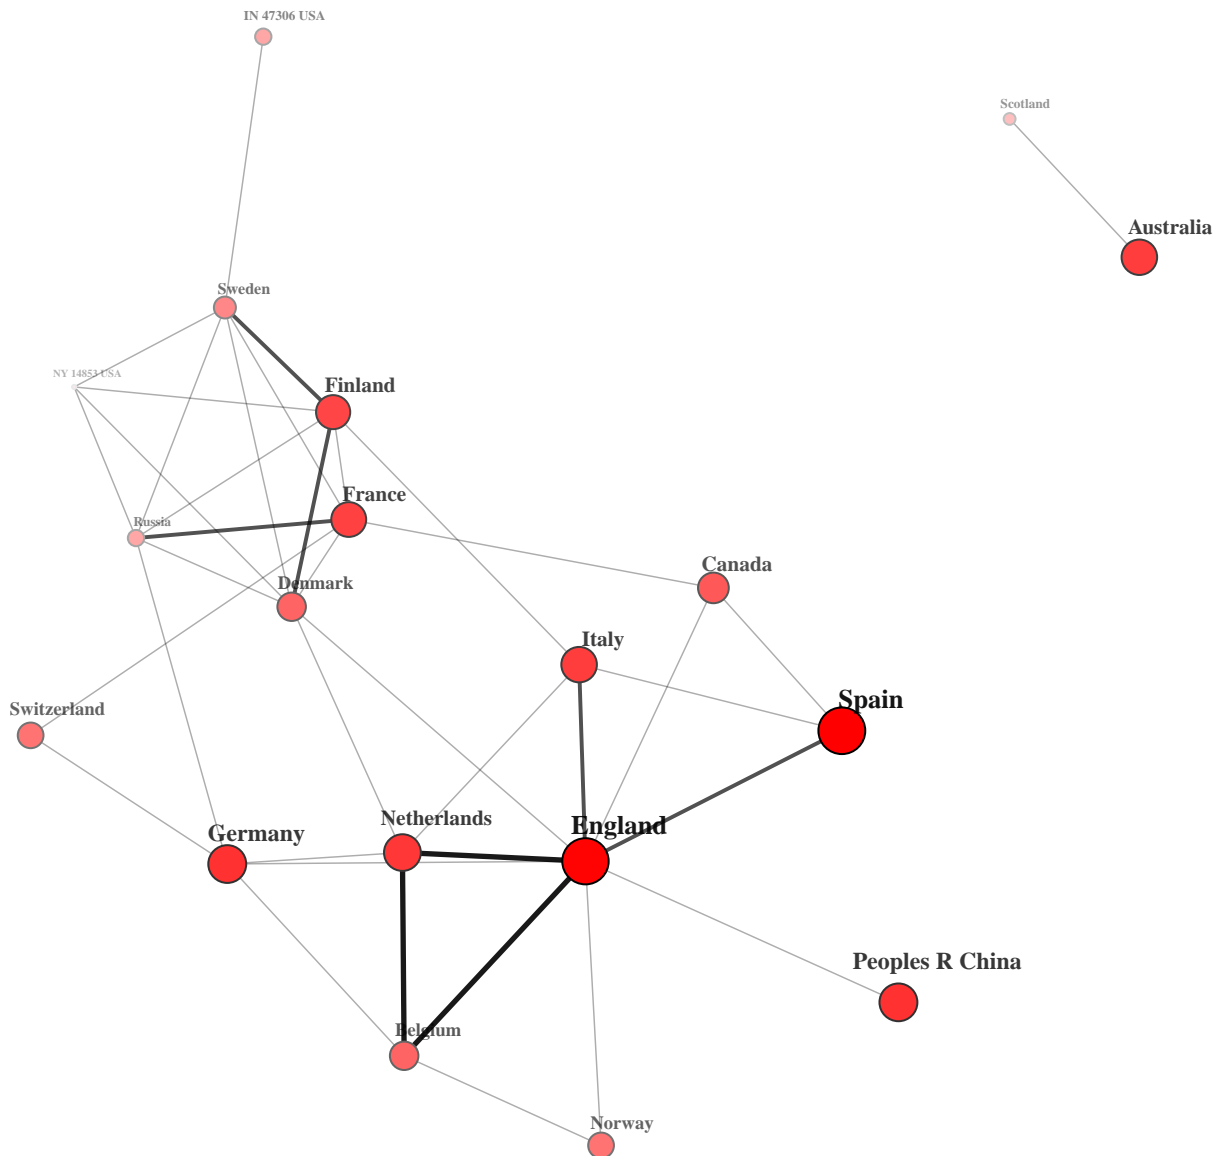 IN 47306 USA
Scotland
Australia
Sweden
NY 14853 USA
Finland
France
Russia
Canada
Denmark
Italy
Spain
Switzerland
Netherlands
England
Germany
Peoples R China
Belgium
Norway